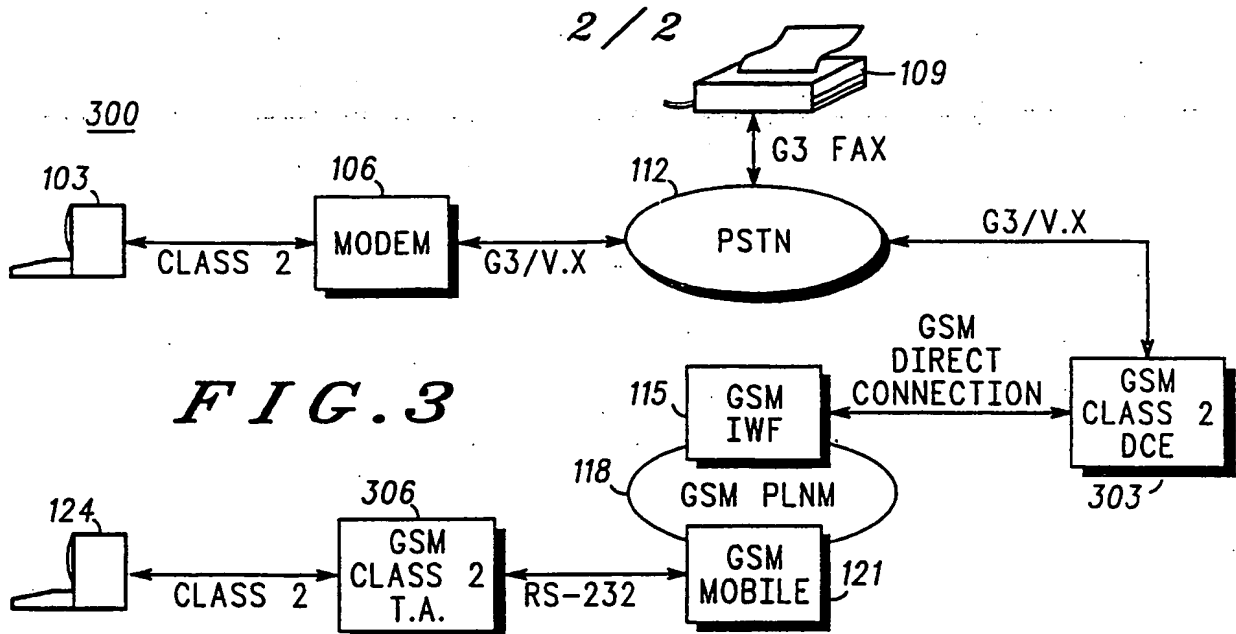 2/2
109
300
G3 FAX
103
106
112
MODEM
PSTN
G3/V.X
CLASS 2
G3/V.X
GSM
DIRECT
CONNECTION
FIG.3
115
GSM
IWF
GSM
CLASS 2
DCE
118
GSM PLNM
303
124
306
GSM
CLASS 2
T.A.
GSM
MOBILE
121
CLASS 2
RS-232